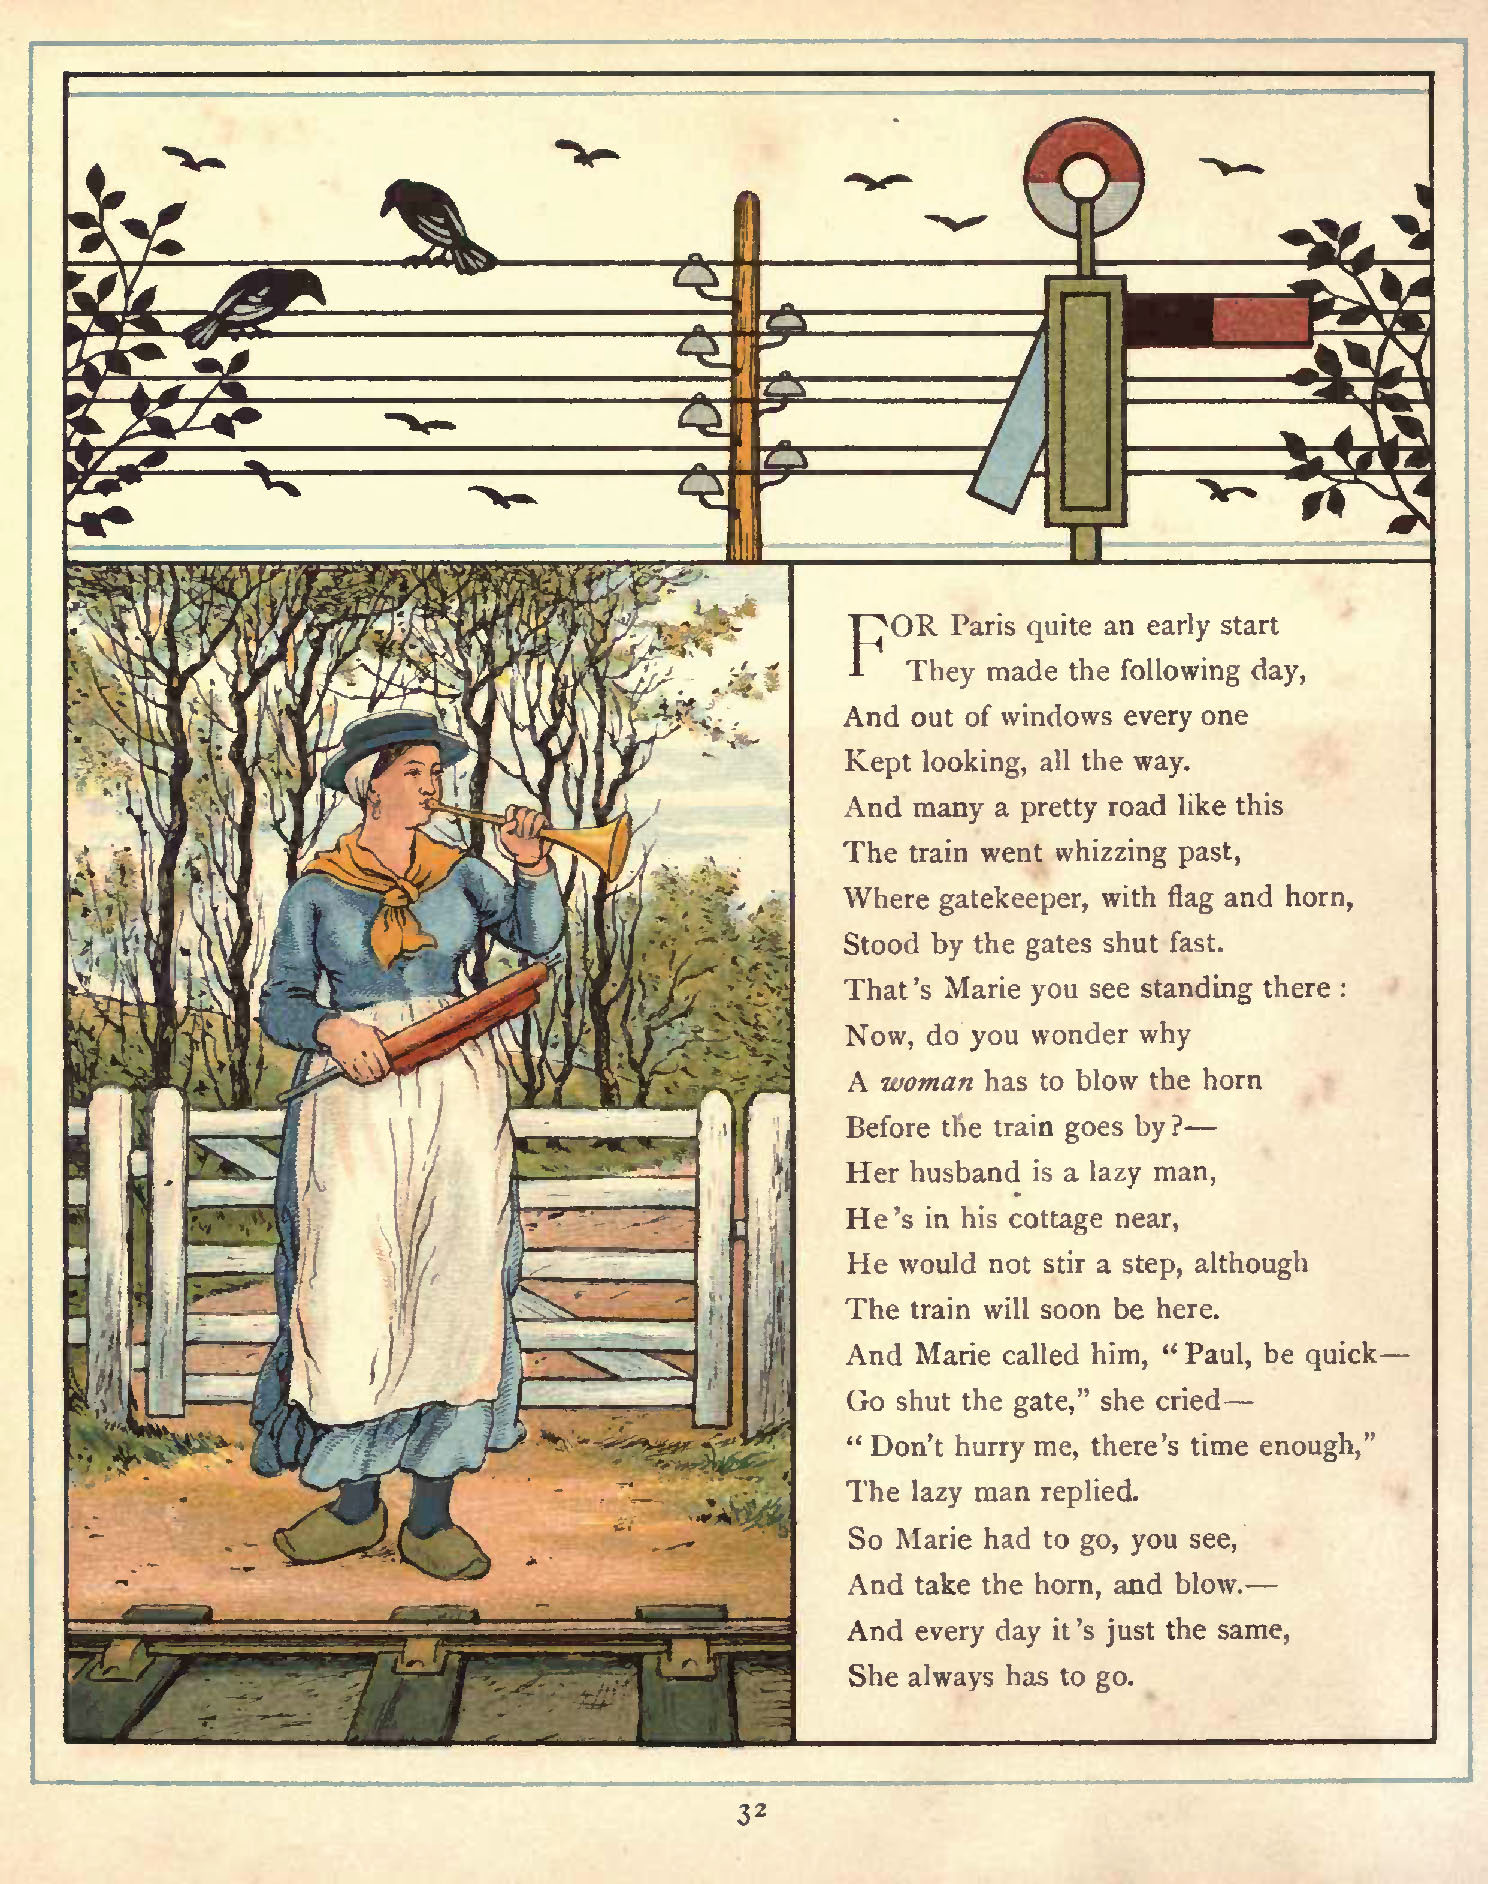 FOR Paris quite an early start
They made the following day,
And out of windows every one
Kept looking, all the way.
And many a pretty road like this
The train went whizzing past,
Where gatekeeper, with flag and horn,
Stood by the gates shut fast.
That's Marie you see standing there :
Now, do you wonder why
A woman has to blow the horn
Before the train goes by?—
Her husband is a lazy man,
He's in his cottage near,
He would not stir a step, although
The train will soon be here.
And Marie called him, “Paul, be quick—
Go shut the gate,” she cried—
“Don't hurry me, there's time enough,”
The lazy man replied.
So Marie had to go, you see,
And take the horn, and blow.—
And every day it's just the same,
She always has to go.
32